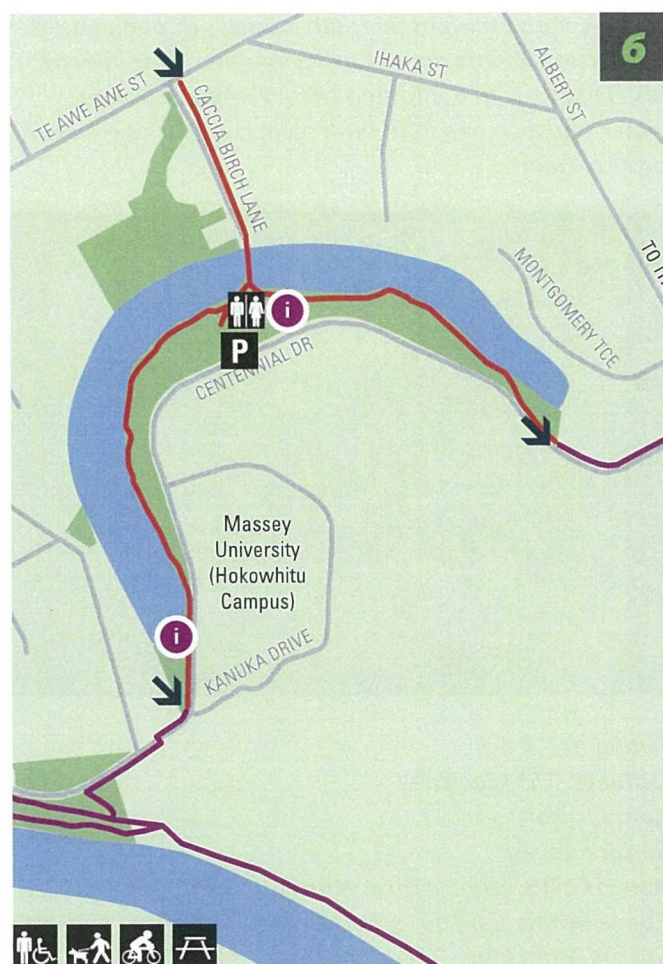 6
IHAKA ST
ALBERT ST
TE AWE AWE ST
CACCIA BIRCH LANE
MONTGOMERY TCE
i
P
CENTENNIAL DR
Massey
University
(Hokowhitu
Campus)
i
KANUKA DRIVE